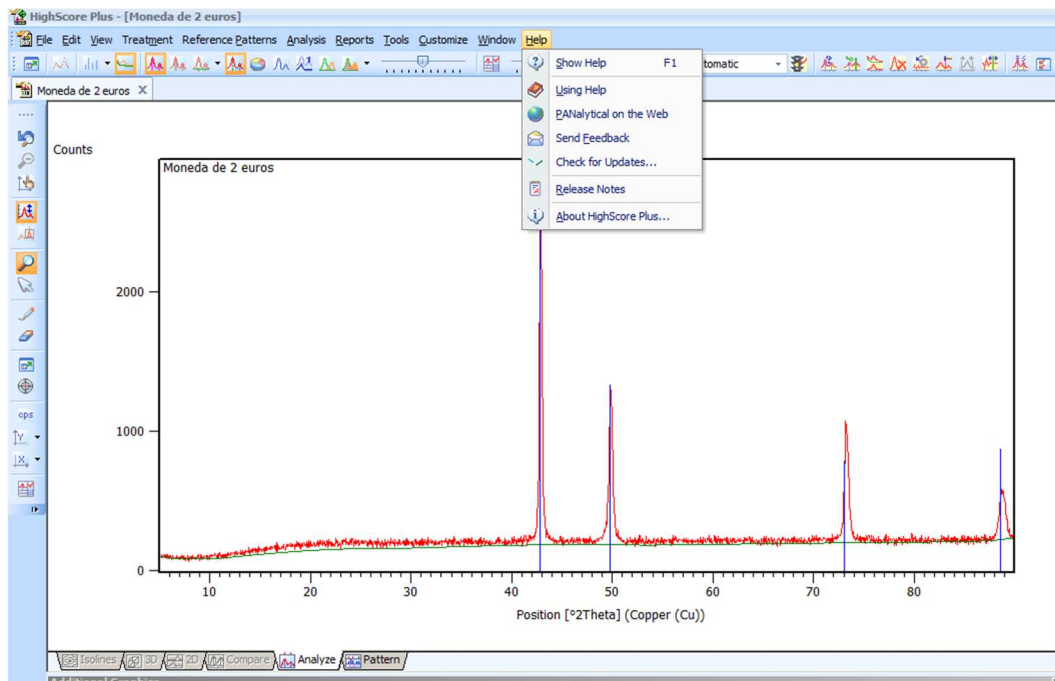 HighScore Plus - [Moneda de 2 euros]
File Edit View Treatment Reference Patterns Analysis Reports Tools Customize Window Help
tomatic
Moneda de 2 euros X
Show Help F1
Using Help
PANalytical on the Web
Send Feedback
Check for Updates...
Release Notes
About HighScore Plus...
Counts
Moneda de 2 euros
2000
1000
0
10 20 30 40 50 60 70 80
Position [°2Theta] (Copper (Cu))
cps
Y
X
Isolines 3D 2D Compare Analyze Pattern
Additional Graphics